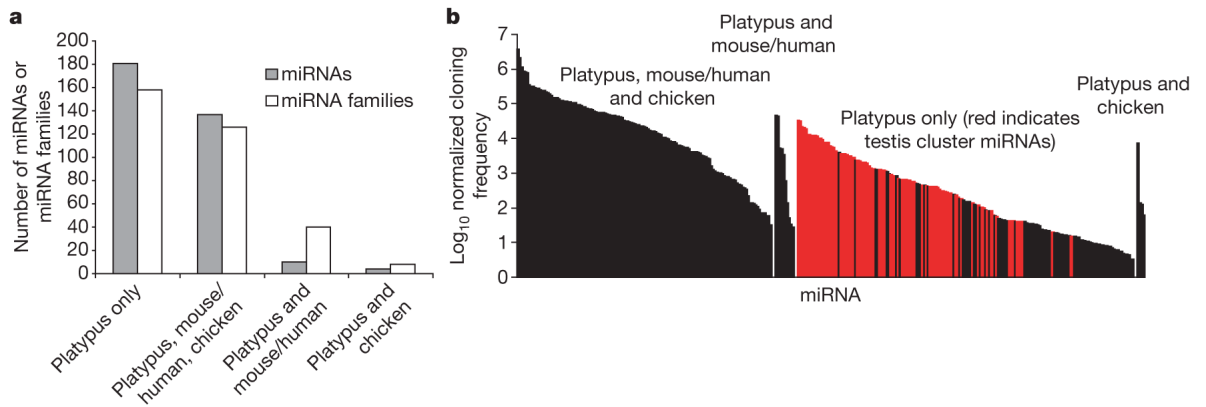 a
Number of miRNAs or
miRNA families
200
180
160
140
120
100
80
60
40
20
0
miRNAs
miRNA families
Platypus only
Platypus, mouse/
human, chicken
Platypus and
mouse/human
Platypus and
chicken
b
Log10 normalized cloning
frequency
7
6
5
4
3
2
1
0
Platypus, mouse/human
and chicken
Platypus and
mouse/human
Platypus only (red indicates
testis cluster miRNAs)
Platypus and
chicken
miRNA